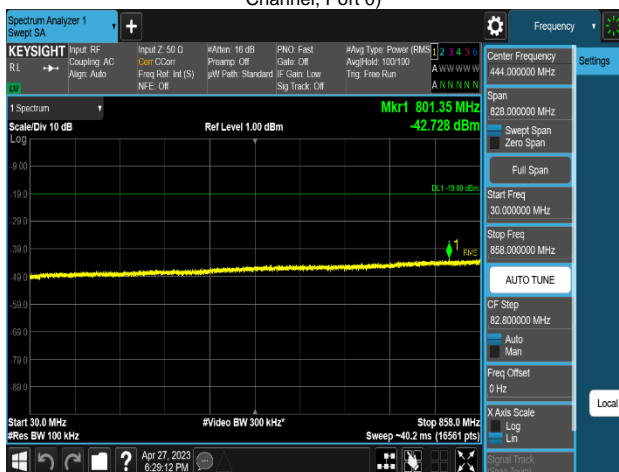 Channel, Port 0)
Spectrum Analyzer 1
Swept SA
Frequency
KEYSIGHT
RL
Input: RF
Coupling: AC
Align: Auto
Input Z: 50 Ω
Corr CCorr
Freq Ref: Int (S)
NFE: Off
#Atten: 16 dB
Preamp: Off
µW Path: Standard
PNO: Fast
Gate: Off
IF Gain: Low
Sig Track: Off
#Avg Type: Power (RMS
Avg|Hold: 100/100
Trig: Free Run
1 2 3 4 5 6
A W W W W W
A N N N N N
LW
1 Spectrum
Scale/Div 10 dB
Log
Ref Level 1.00 dBm
Mkr1 801.35 MHz
-42.728 dBm
-9.00
-19.0
-29.0
-39.0
-49.0
-59.0
-69.0
-79.0
-89.0
DL1 -19.00 dBm
1
RMS
Start 30.0 MHz
#Res BW 100 kHz
#Video BW 300 kHz*
Stop 858.0 MHz
Sweep ~40.2 ms (16561 pts)
Apr 27, 2023
6:29:12 PM
Center Frequency
444.000000 MHz
Span
828.000000 MHz
Swept Span
Zero Span
Full Span
Start Freq
30.000000 MHz
Stop Freq
858.000000 MHz
AUTO TUNE
CF Step
82.800000 MHz
Auto
Man
Freq Offset
0 Hz
X Axis Scale
Log
Lin
Signal Track
(Span Zoom)
Settings
Local